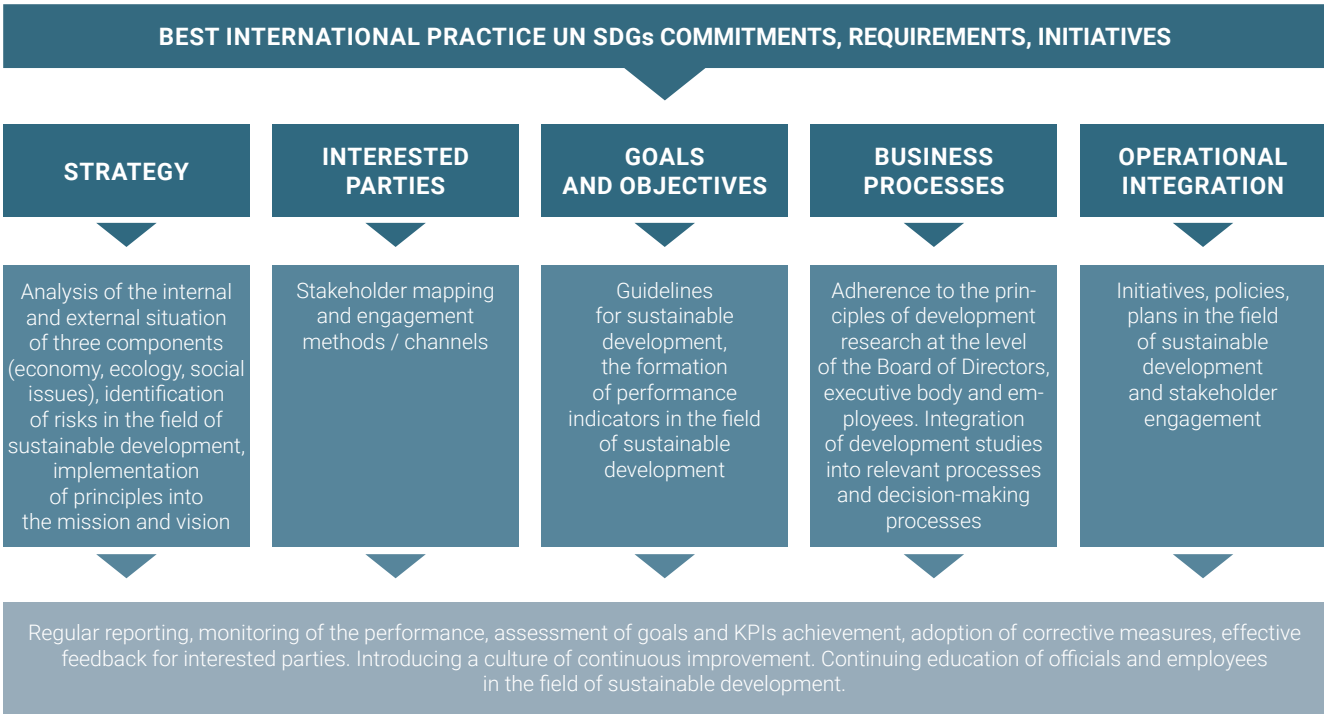 BEST INTERNATIONAL PRACTICE UN SDGs COMMITMENTS, REQUIREMENTS, INITIATIVES
STRATEGY
INTERESTED
PARTIES
GOALS
AND OBJECTIVES
BUSINESS
PROCESSES
OPERATIONAL
INTEGRATION
Analysis of the internal
and external situation
of three components
(economy, ecology, social
issues), identification
of risks in the field of
sustainable development,
implementation
of principles into
the mission and vision
Stakeholder mapping
and engagement
methods / channels
Guidelines
for sustainable
development,
the formation
of performance
indicators in the field
of sustainable
development
Adherence to the prin-
ciples of development
research at the level
of the Board of Directors,
executive body and em-
ployees. Integration
of development studies
into relevant processes
and decision-making
processes
Initiatives, policies,
plans in the field
of sustainable
development
and stakeholder
engagement
Regular reporting, monitoring of the performance, assessment of goals and KPIs achievement, adoption of corrective measures, effective
feedback for interested parties. Introducing a culture of continuous improvement. Continuing education of officials and employees
in the field of sustainable development.